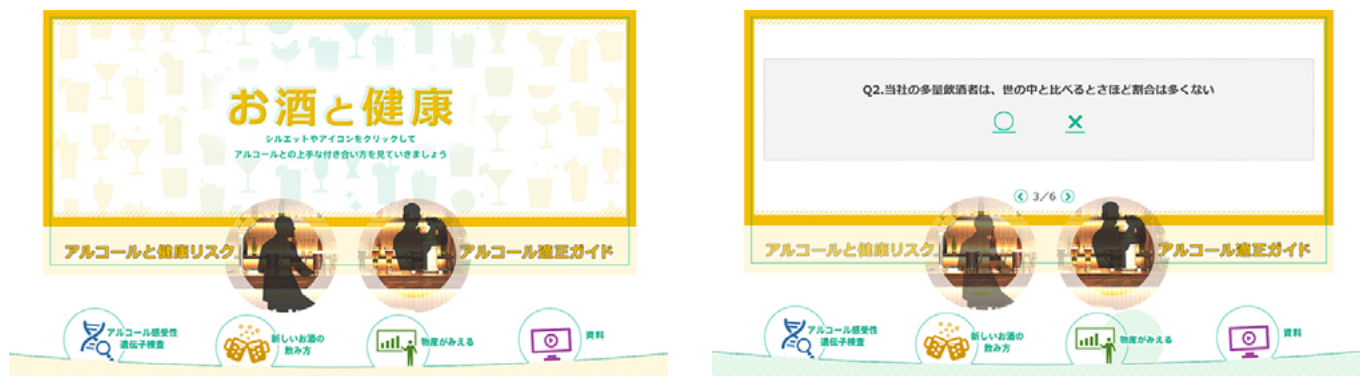 お酒と健康
シルエットやアイコンをクリックして
アルコールとの上手な付き合い方を見ていきましょう
アルコールと健康リスク
アルコール適正ガイド
アルコール感受性
遺伝子検査
新しいお酒の
飲み方
物産がみえる
資料
Q2.当社の多量飲酒者は、世の中と比べるとさほど割合は多くない
○ ×
3/6
アルコールと健康リスク
アルコール適正ガイド
アルコール感受性
遺伝子検査
新しいお酒の
飲み方
物産がみえる
資料